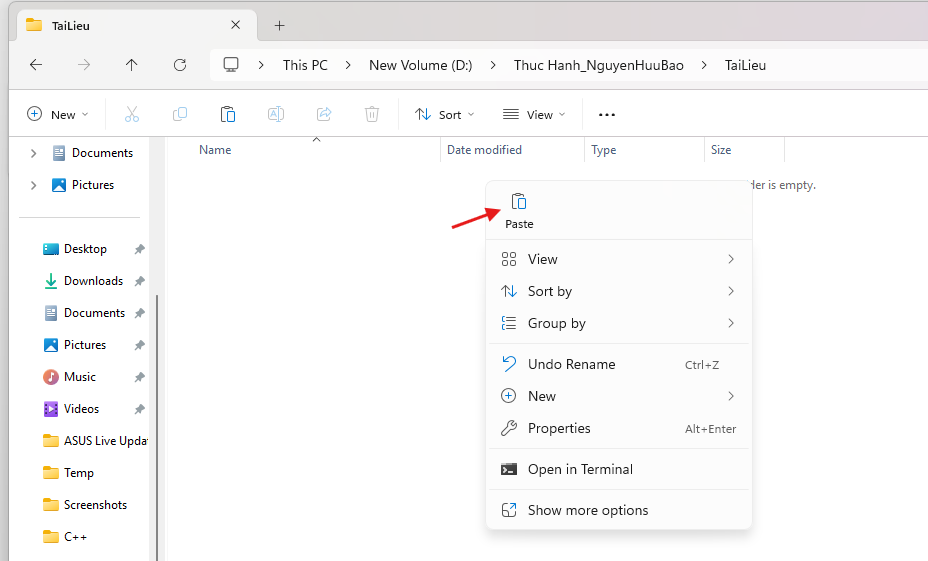 TaiLieu
This PC > New Volume (D:) > Thuc Hanh_NguyenHuuBao > TaiLieu
New Sort View
Name Date modified Type Size
Documents
Pictures
der is empty.
Paste
Desktop
Downloads
Documents
Pictures
Music
Videos
ASUS Live Updat
Temp
Screenshots
C++
View
Sort by
Group by
Undo Rename Ctrl+Z
New
Properties Alt+Enter
Open in Terminal
Show more options